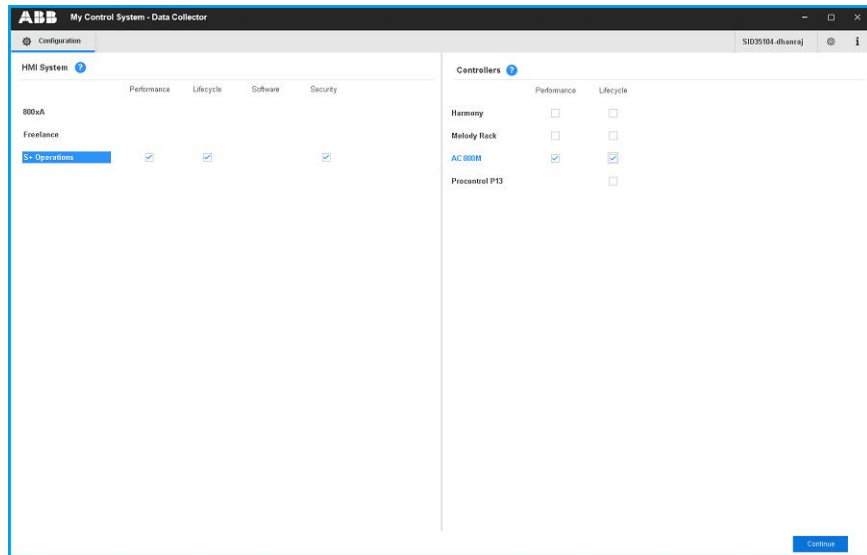 ABB My Control System - Data Collector
Configuration
SID35104-dhanraj
i
HMI System ?
Performance Lifecycle Software Security
800xA
Freelance
S+ Operations
Controllers ?
Performance Lifecycle
Harmony
Melody Rack
AC 800M
Procontrol P13
Continue